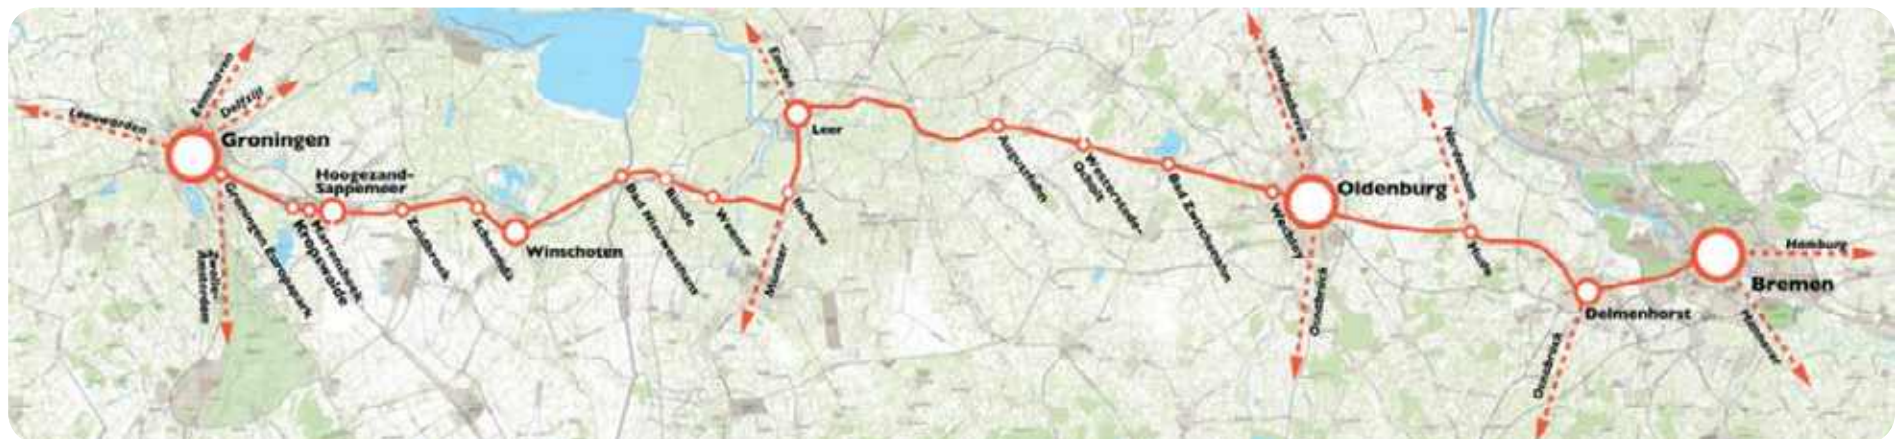 Leeuwarden
Eemshaven
Delfzijl
Groningen
Zwolle-
Amsterdam
Groningen Europapark
Kropswolde
Martenshoek
Hoogezand-
Sappemeer
Zuidbroek
Scheemda
Winschoten
Bad Nieuweschans
Bunde
Weener
Ihrhove
Münster
Emden
Leer
Augustfehn
Westerstede-
Ocholt
Bad Zwischenahn
Wechloy
Wilhelmshaven
Oldenburg
Osnabrück
Nordenham
Hude
Delmenhorst
Osnabrück
Bremen
Hamburg
Hannover